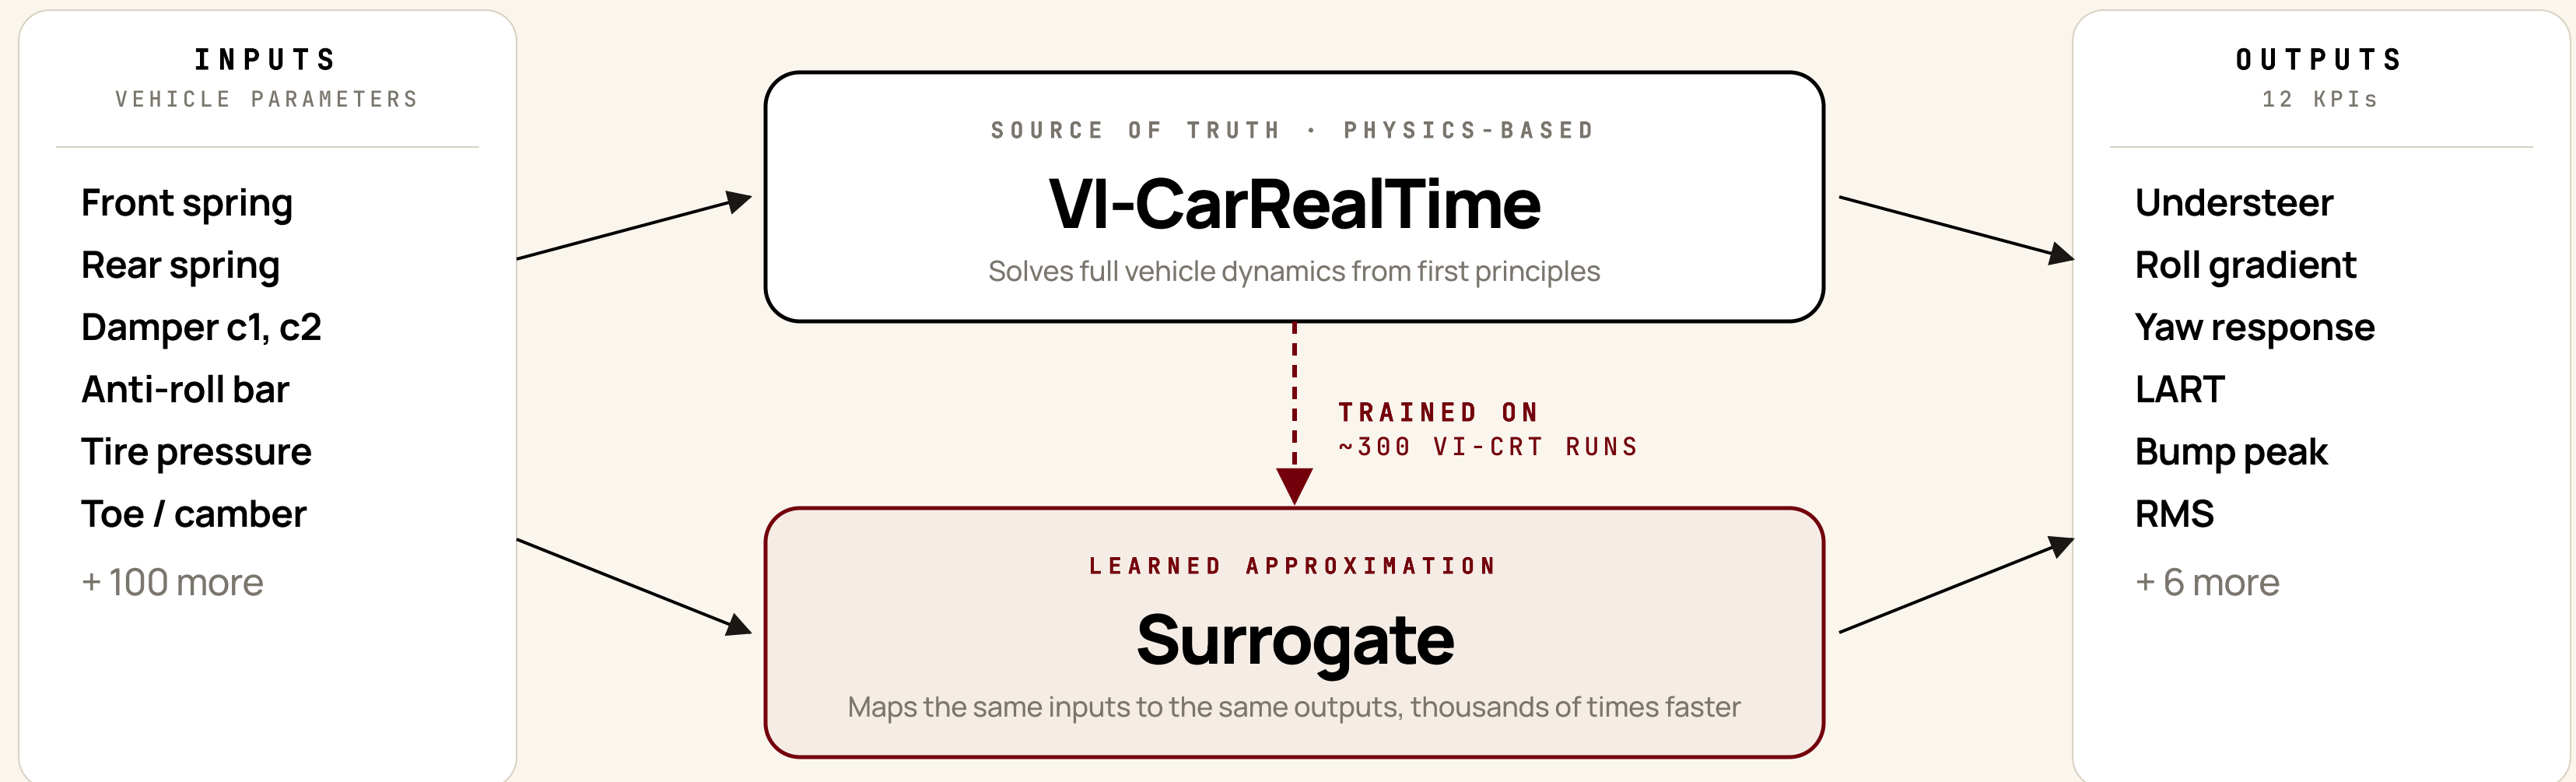 INPUTS
VEHICLE PARAMETERS
Front spring
Rear spring
Damper c1, c2
Anti-roll bar
Tire pressure
Toe / camber
+ 100 more
SOURCE OF TRUTH · PHYSICS-BASED
VI-CarRealTime
Solves full vehicle dynamics from first principles
TRAINED ON
~300 VI-CRT RUNS
LEARNED APPROXIMATION
Surrogate
Maps the same inputs to the same outputs, thousands of times faster
OUTPUTS
12 KPIs
Understeer
Roll gradient
Yaw response
LART
Bump peak
RMS
+ 6 more